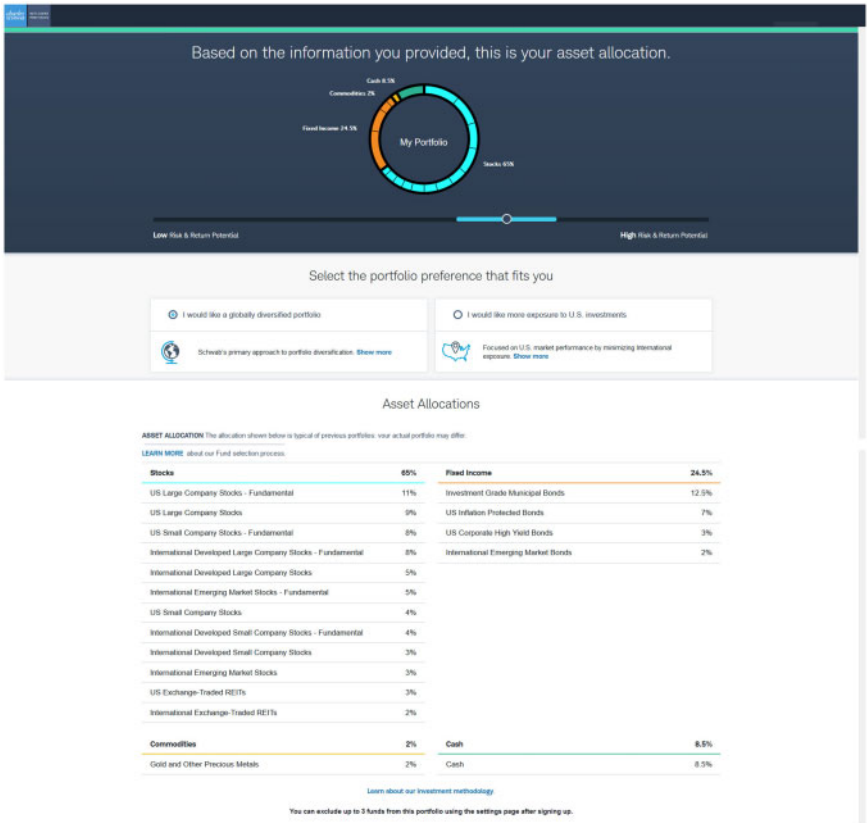 charles
SCHWAB
Based on the information you provided, this is your asset allocation.
Cash 8.5%
Commodities 2%
Fixed Income 24.5%
My Portfolio
Stocks 65%
Low Risk & Return Potential
High Risk & Return Potential
Select the portfolio preference that fits you
I would like a globally diversified portfolio
I would like more exposure to U.S. investments
Schwab's primary approach to portfolio diversification. Show more
Focused on U.S. market performance by minimizing International
exposure. Show more
Asset Allocations
ASSET ALLOCATION The allocation shown below is typical of previous portfolios: your actual portfolio may differ.
LEARN MORE about our Fund selection process.
Stocks 65%
US Large Company Stocks - Fundamental 11%
US Large Company Stocks 9%
US Small Company Stocks - Fundamental 8%
International Developed Large Company Stocks - Fundamental 8%
International Developed Large Company Stocks 5%
International Emerging Market Stocks - Fundamental 5%
US Small Company Stocks 4%
International Developed Small Company Stocks - Fundamental 4%
International Developed Small Company Stocks 3%
International Emerging Market Stocks 3%
US Exchange-Traded REITs 3%
International Exchange-Traded REITs 2%
Fixed Income 24.5%
Investment Grade Municipal Bonds 12.5%
US Inflation Protected Bonds 7%
US Corporate High Yield Bonds 3%
International Emerging Market Bonds 2%
Commodities 2%
Gold and Other Precious Metals 2%
Cash 8.5%
Cash 8.5%
Learn about our investment methodology
You can exclude up to 3 funds from this portfolio using the settings page after signing up.